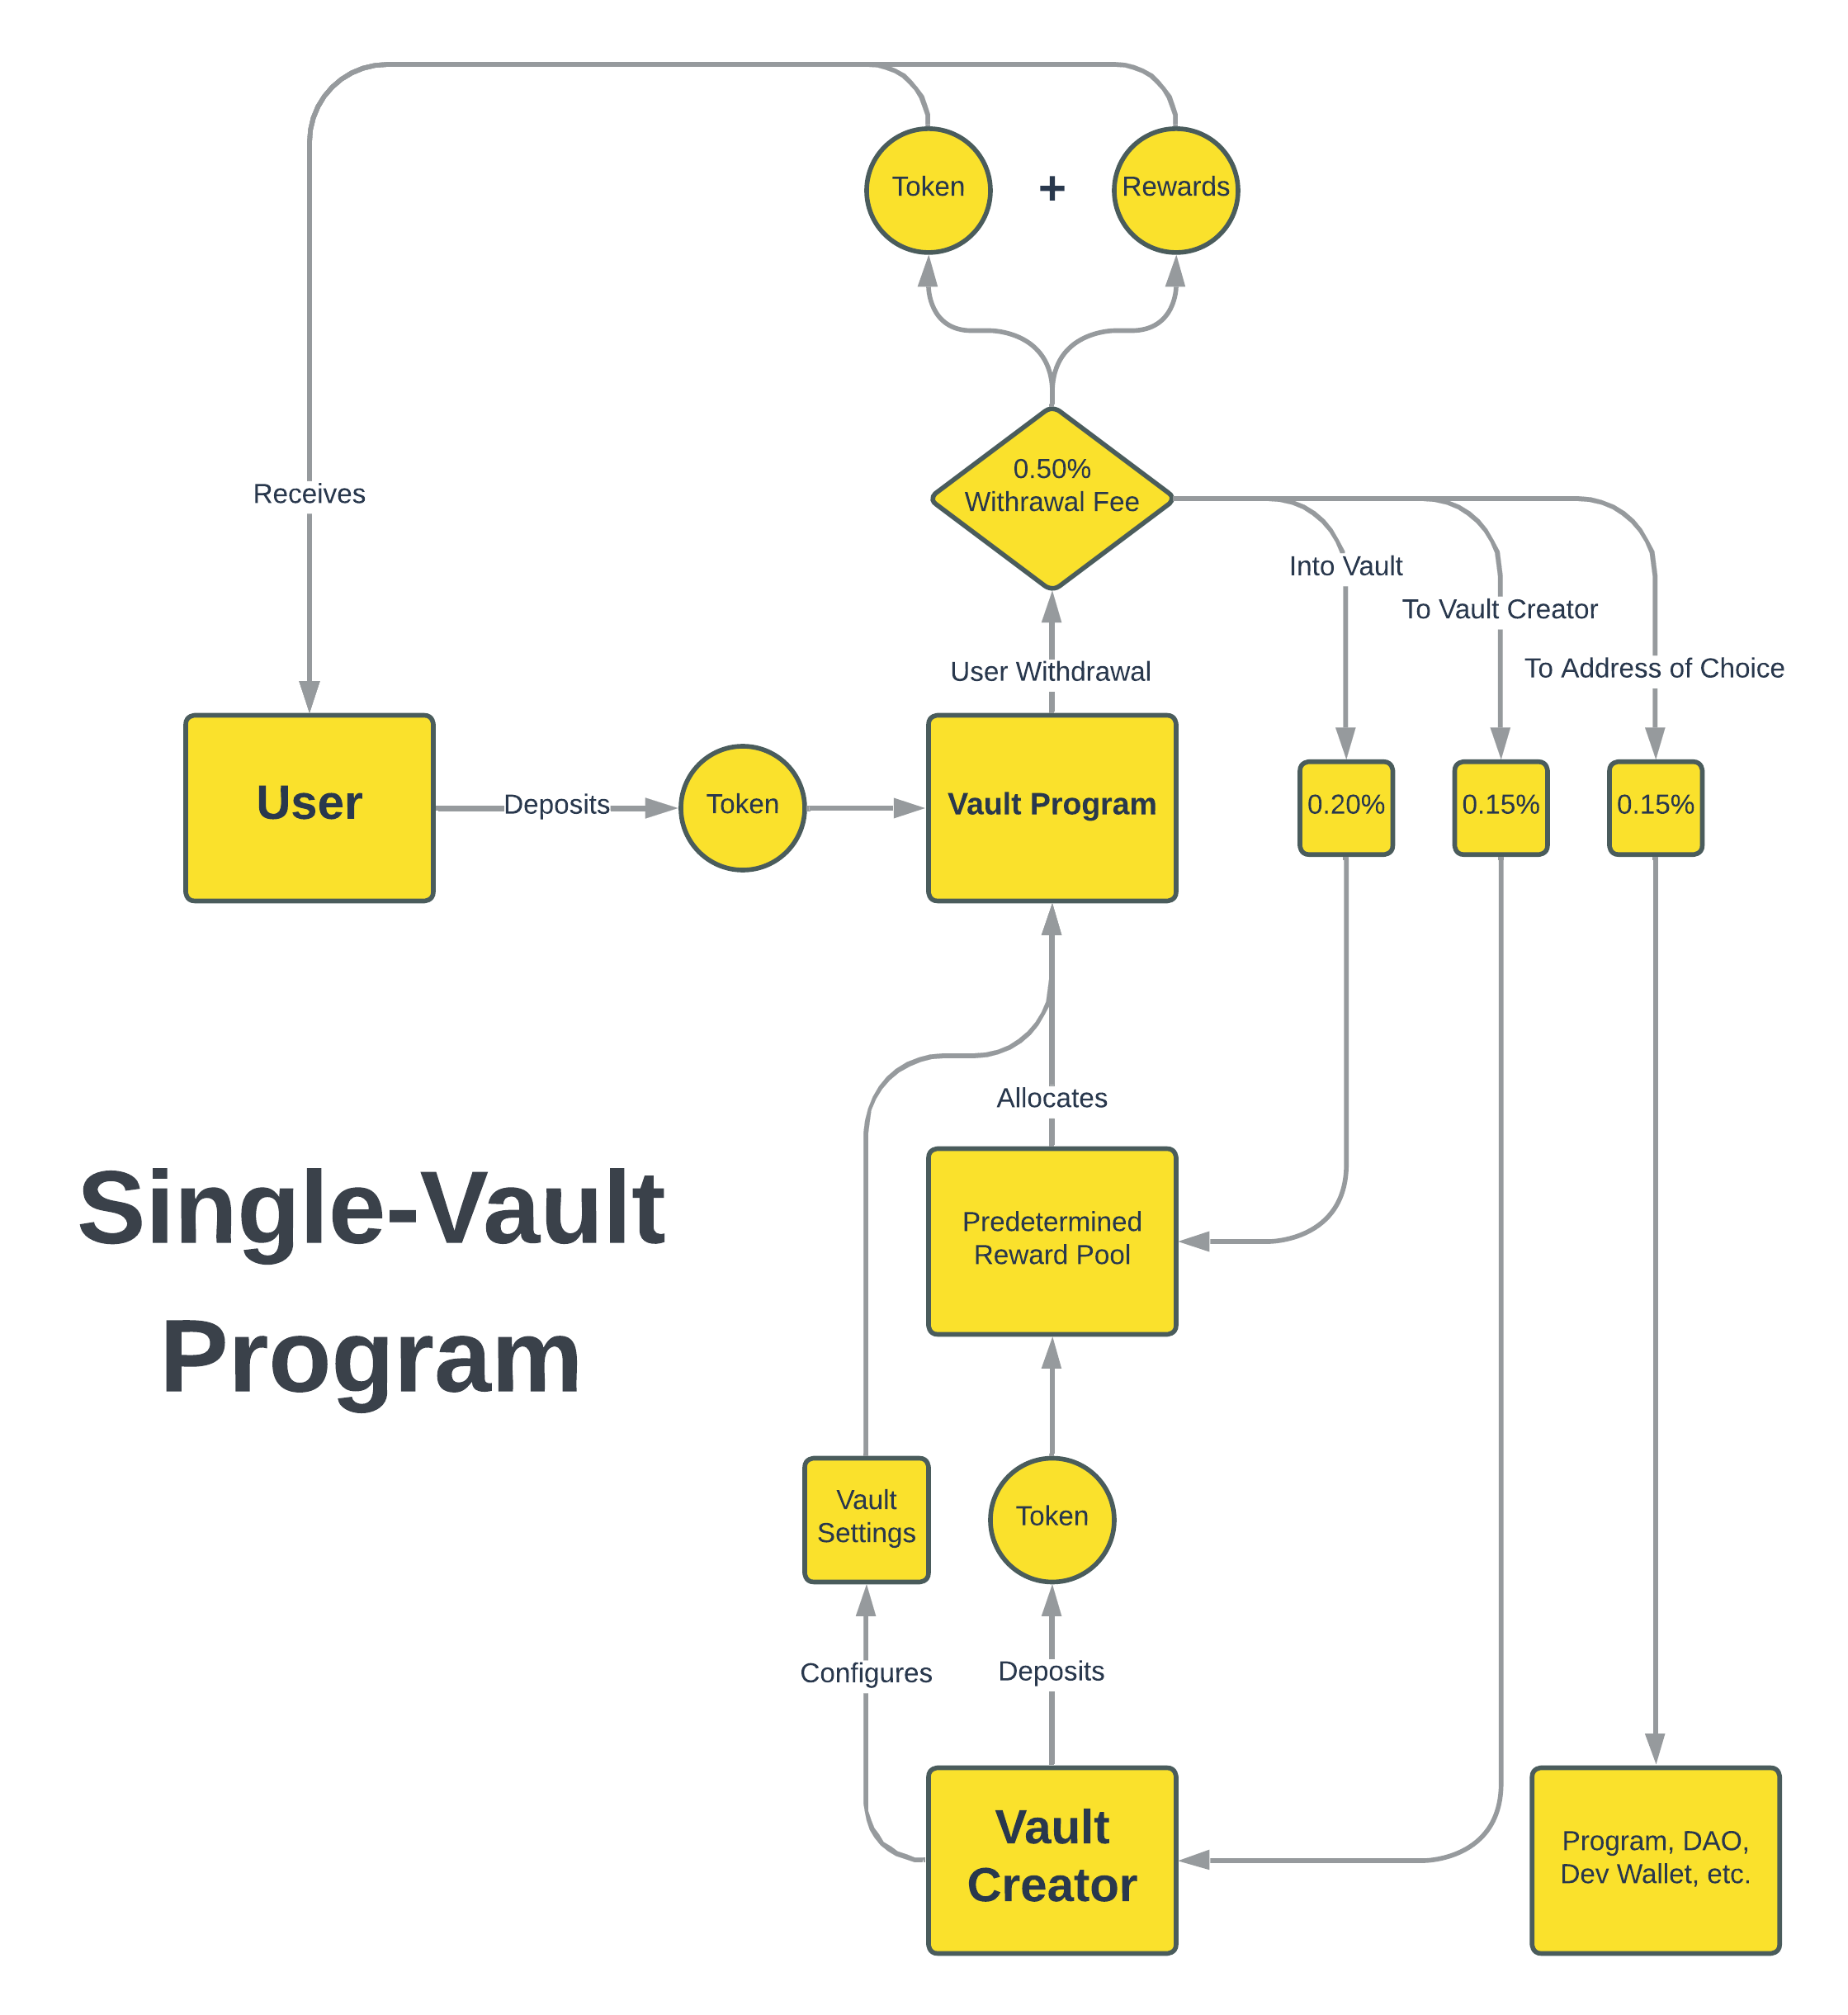 Token
+
Rewards
Receives
0.50%
Withrawal Fee
Into Vault
To Vault Creator
To Address of Choice
User Withdrawal
User
Deposits
Token
Vault Program
0.20%
0.15%
0.15%
Allocates
Single-Vault
Program
Predetermined
Reward Pool
Vault
Settings
Token
Configures
Deposits
Vault
Creator
Program, DAO,
Dev Wallet, etc.